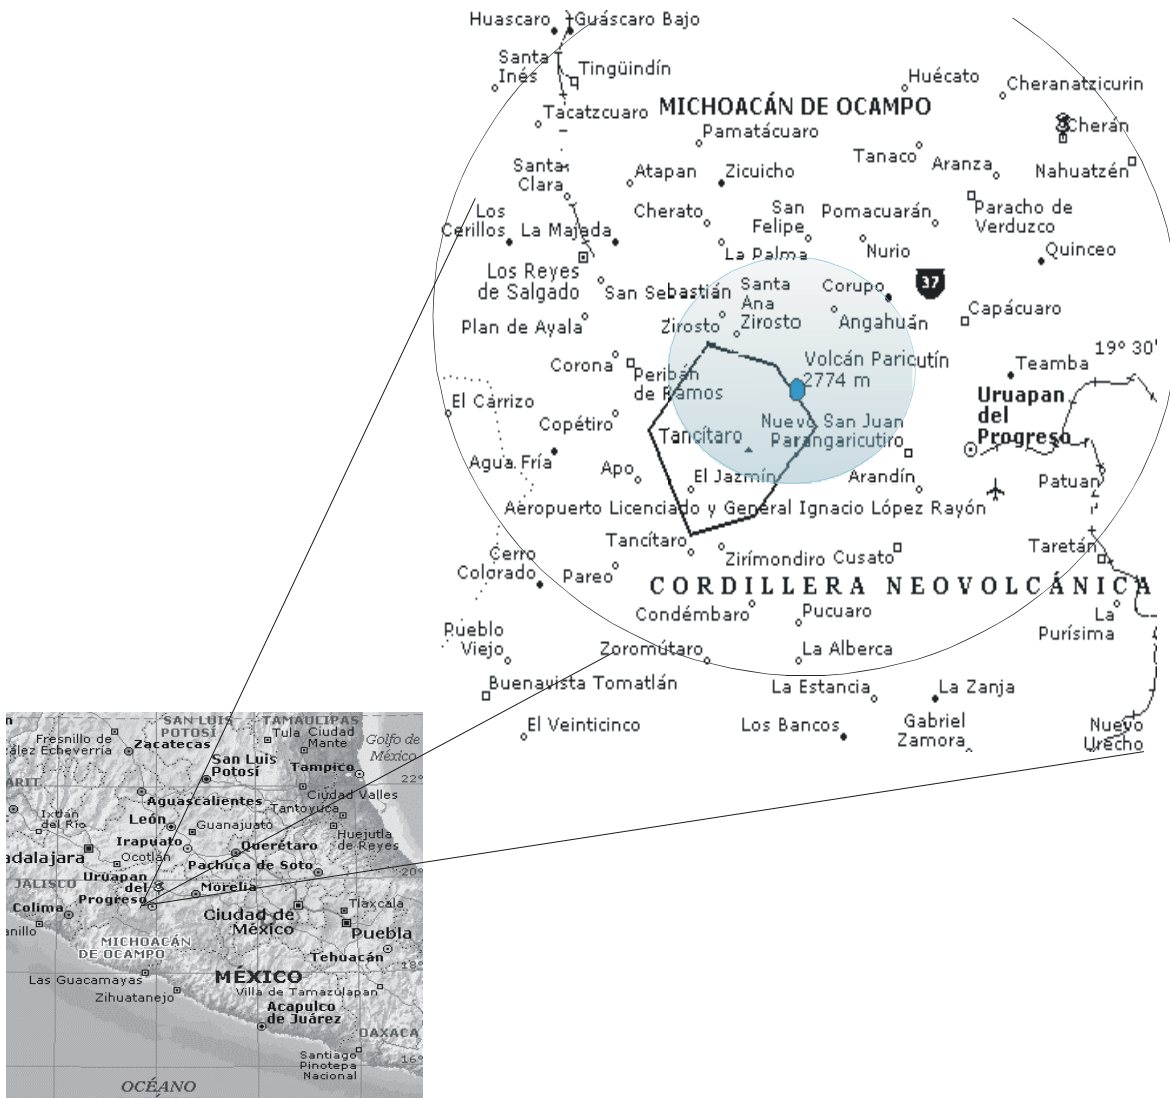 Huascaro
Guáscaro Bajo
Santa
Inés
Tingüindín
Huécato
Cheranatzicurin
Tacatzcuaro
MICHOACÁN DE OCAMPO
Cherán
Pamatácuaro
Tanaco
Aranza
Nahuatzén
Santa
Clara
Atapan
Zicuicho
Los
Cerillos
La Majada
Cherato
San
Felipe
Pomacuarán
Paracho de
Verduzco
La Palma
Nurio
Quinceo
Los Reyes
de Salgado
San Sebastián
Santa
Ana
Zirosto
Corupo
37
Plan de Ayala
Zirosto
Angahuán
Capácuaro
Corona
Peribán
de Ramos
Volcán Paricutín
2774 m
Teamba
19° 30'
El Carrizo
Copétiro
Uruapan
del
Progreso
Tancítaro
Nuevo San Juan
Parangaricutiro
Agua Fría
Apo
El Jazmín
Arandín
Patuan
Aeropuerto Licenciado y General Ignacio López Rayón
Tancítaro
Zirímondiro
Cusato
Taretán
Cerro
Colorado
Pareo
CORDILLERA NEOVOLCÁNICA
Condémbaro
Pucuaro
La
Purísima
Pueblo
Viejo
Zoromútaro
La Alberca
Buenavista Tomatlán
La Estancia
La Zanja
El Veinticinco
Los Bancos
Gabriel
Zamora
Nuevo
Urecho
SAN LUIS
POTOSÍ
TAMAULIPAS
Fresnillo de
ález Echeverría
Zacatecas
Tula
Ciudad
Mante
Golfo de
México
San Luis
Potosí
Tampico
22°
ARIT
Aguascalientes
Ciudad Valles
Ixtlán
del Río
León
Guanajuato
Tantoyuca
Irapuato
Querétaro
Huejutla
de Reyes
adalajara
Ocotlán
Pachuca de Soto
20°
JALISCO
Uruapan
del
Progreso
Morelia
Colima
Ciudad de
México
Tlaxcala
Puebla
anillo
MICHOACÁN
DE OCAMPO
Tehuacán
18°
Las Guacamayas
MÉXICO
Zihuatanejo
Villa de Tamazulapan
Acapulco
de Juárez
OAXACA
Santiago
Pinotepa
Nacional
16°
OCÉANO